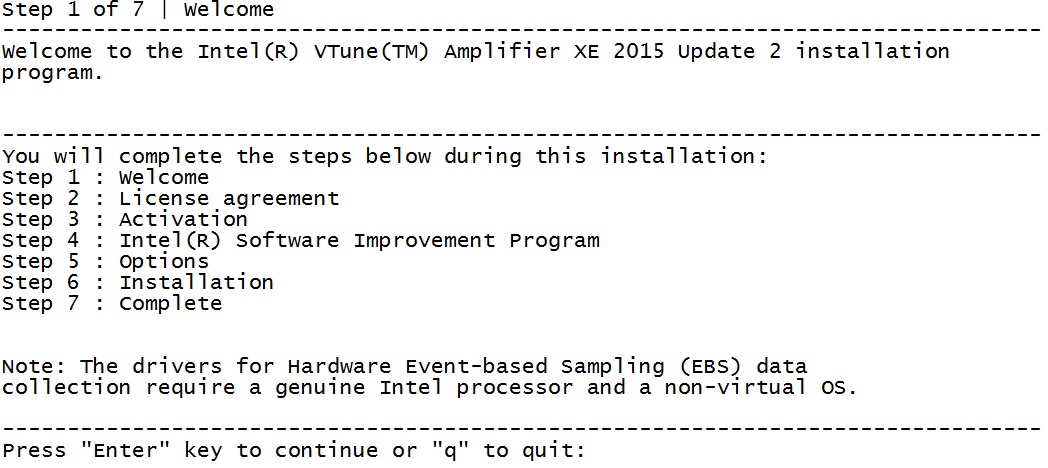 Step 1 of 7 | Welcome
--------------------------------------------------------------------------------
Welcome to the Intel(R) VTune(TM) Amplifier XE 2015 Update 2 installation
program.
--------------------------------------------------------------------------------
You will complete the steps below during this installation:
Step 1 : Welcome
Step 2 : License agreement
Step 3 : Activation
Step 4 : Intel(R) Software Improvement Program
Step 5 : Options
Step 6 : Installation
Step 7 : Complete
Note: The drivers for Hardware Event-based Sampling (EBS) data
collection require a genuine Intel processor and a non-virtual OS.
--------------------------------------------------------------------------------
Press "Enter" key to continue or "q" to quit: